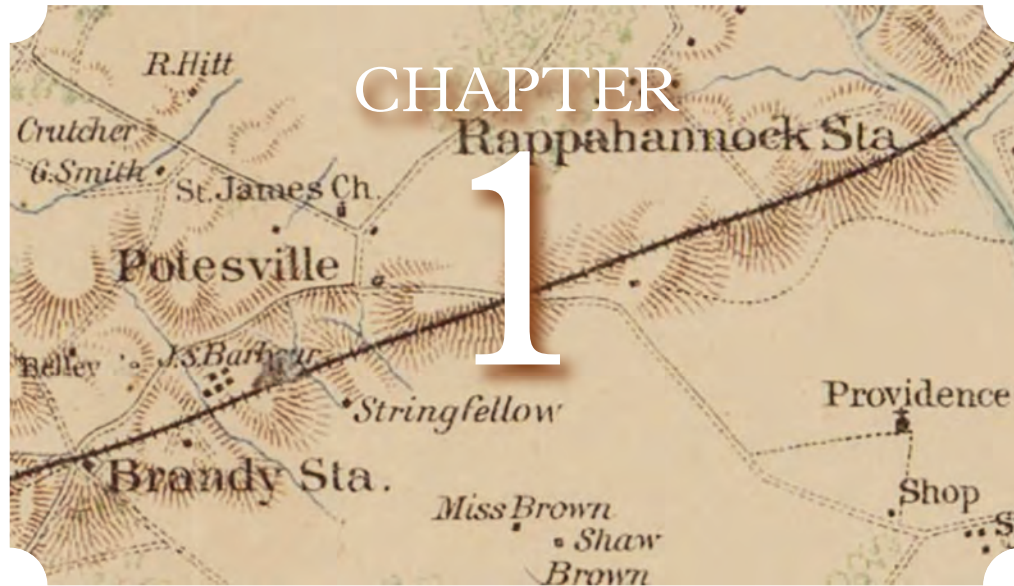 CHAPTER
1
R.Hitt
Crutcher
G.Smith
Rappahannock Sta
St.James Ch.
Potesville
J.S.Barbour
Stringfellow
Providence
Brandy Sta.
Shop
Miss Brown
Shaw
Brown